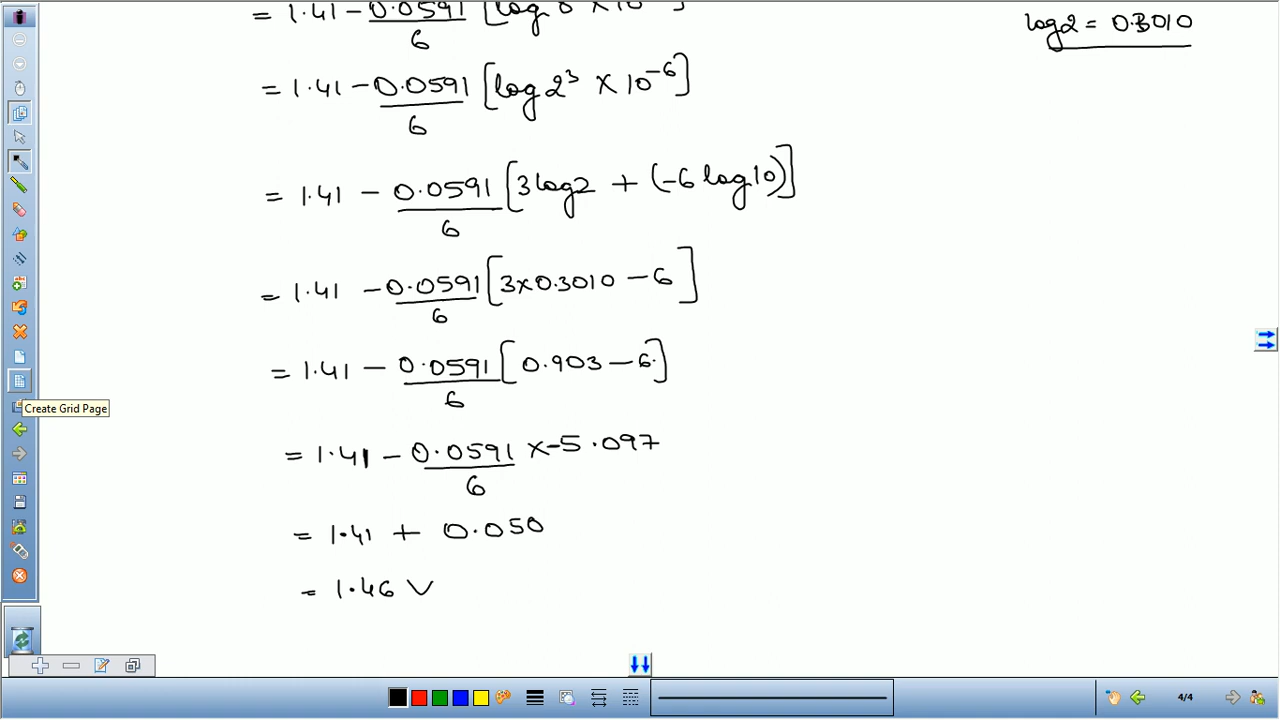 = 1.41 - 0.0591/6 [log 8 × 10
log2 = 0.3010
= 1.41 - 0.0591/6 [log 2³ × 10⁻⁶]
= 1.41 - 0.0591/6 [3log2 + (-6 log10)]
= 1.41 - 0.0591/6 [3×0.3010 - 6]
= 1.41 - 0.0591/6 [0.903 - 6.]
Create Grid Page
= 1.41 - 0.0591/6 × -5.097
= 1.41 + 0.050
= 1.46 V
4/4